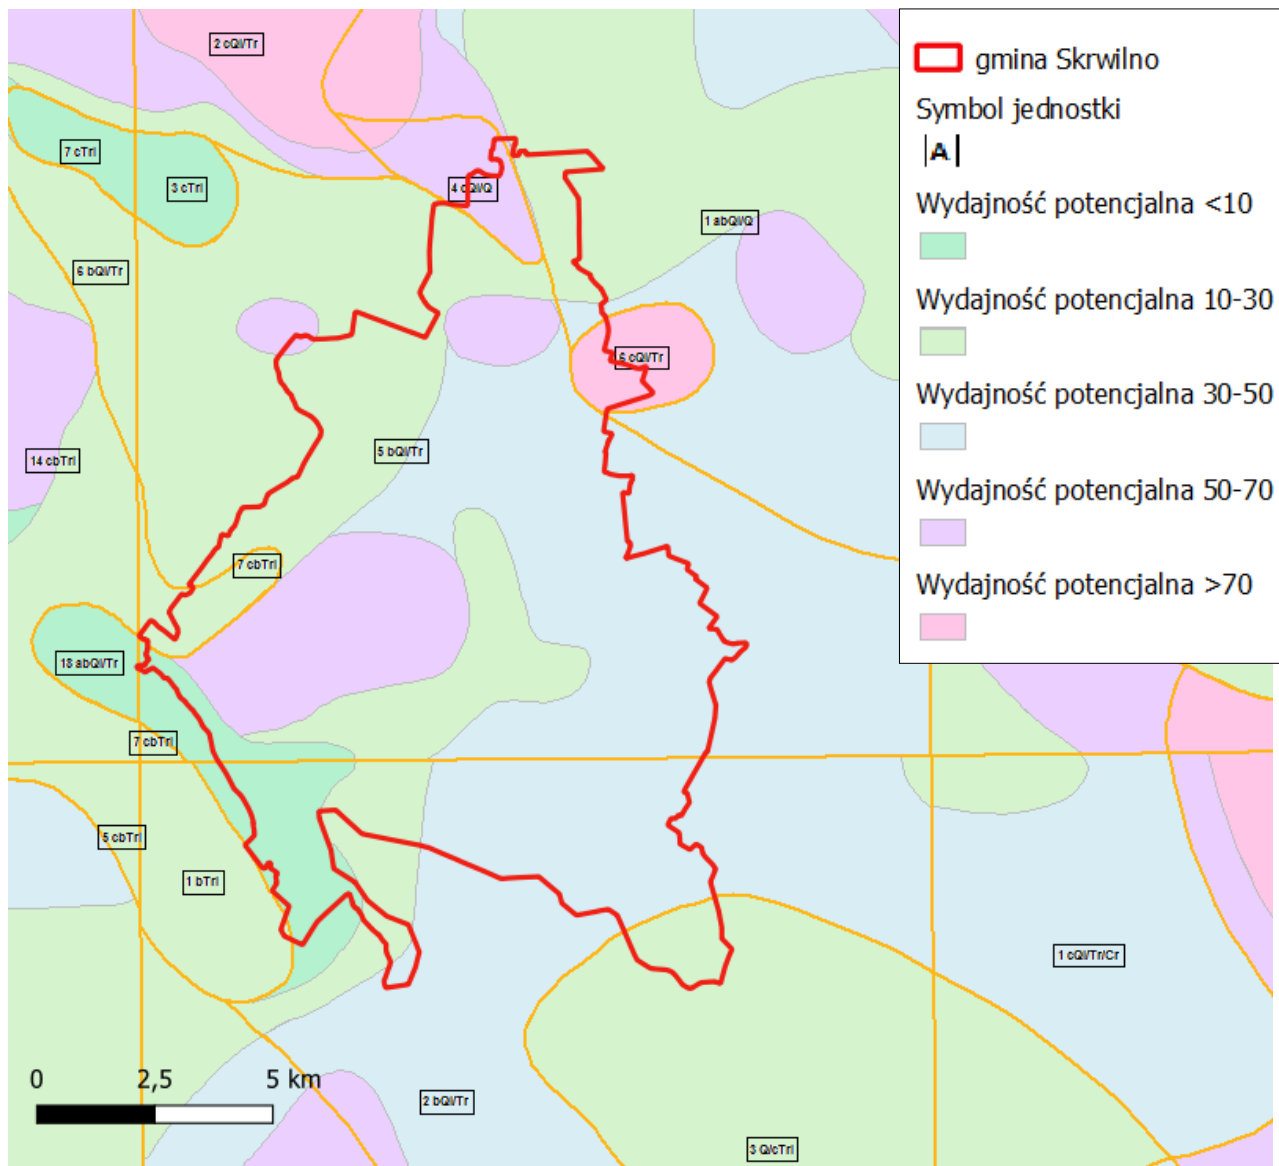 2 cQI/Tr
gmina Skrwilno
Symbol jednostki
A
7 cTrI
3 cTrI
4 cQI/Q
1 abQI/Q
Wydajność potencjalna <10
6 bQI/Tr
Wydajność potencjalna 10-30
6 cQI/Tr
Wydajność potencjalna 30-50
14 cbTrI
5 bQI/Tr
Wydajność potencjalna 50-70
7 cbTrI
Wydajność potencjalna >70
18 abQI/Tr
7 cbTrI
5 cbTrI
1 bTrI
1 cQI/Tr/Cr
0 2,5 5 km
2 bQI/Tr
3 Q/cTrI